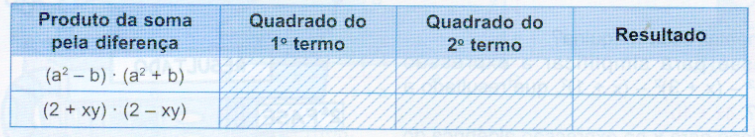 Produto da soma pela diferença | Quadrado do 1º termo | Quadrado do 2º termo | Resultado
(a² – b) · (a² + b)
(2 + xy) · (2 – xy)